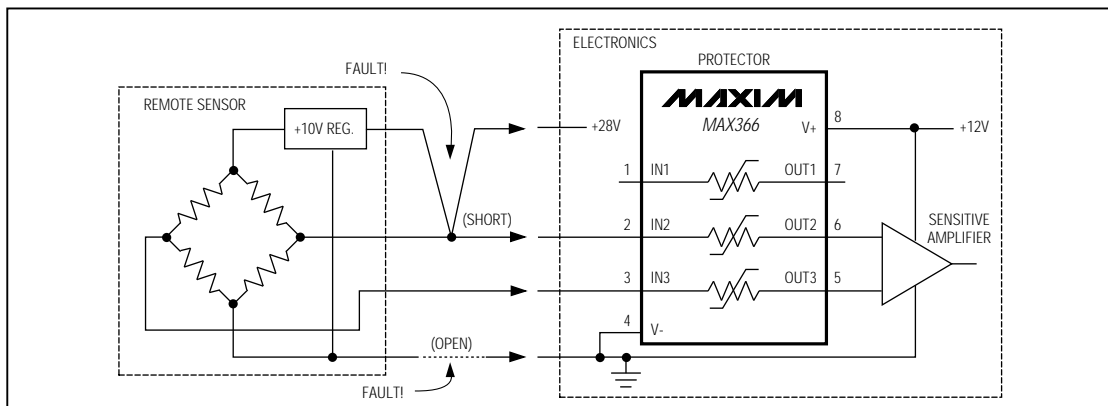 ELECTRONICS
PROTECTOR
FAULT!
REMOTE SENSOR
MAXIM
MAX366
+10V REG.
+28V
V+
8
+12V
1
IN1
OUT1
7
(SHORT)
2
IN2
OUT2
6
SENSITIVE
AMPLIFIER
3
IN3
OUT3
5
4
V-
(OPEN)
FAULT!